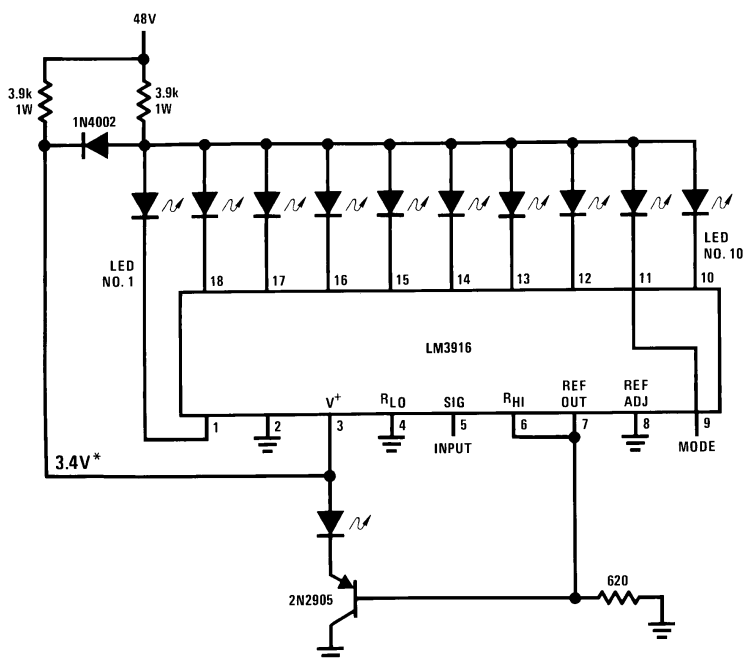 48V
3.9k
1W
3.9k
1W
1N4002
LED
NO. 1
LED
NO. 10
18
17
16
15
14
13
12
11
10
LM3916
V+
RLO
SIG
RHI
REF
OUT
REF
ADJ
1
2
3
4
5
6
7
8
9
INPUT
MODE
3.4V*
2N2905
620